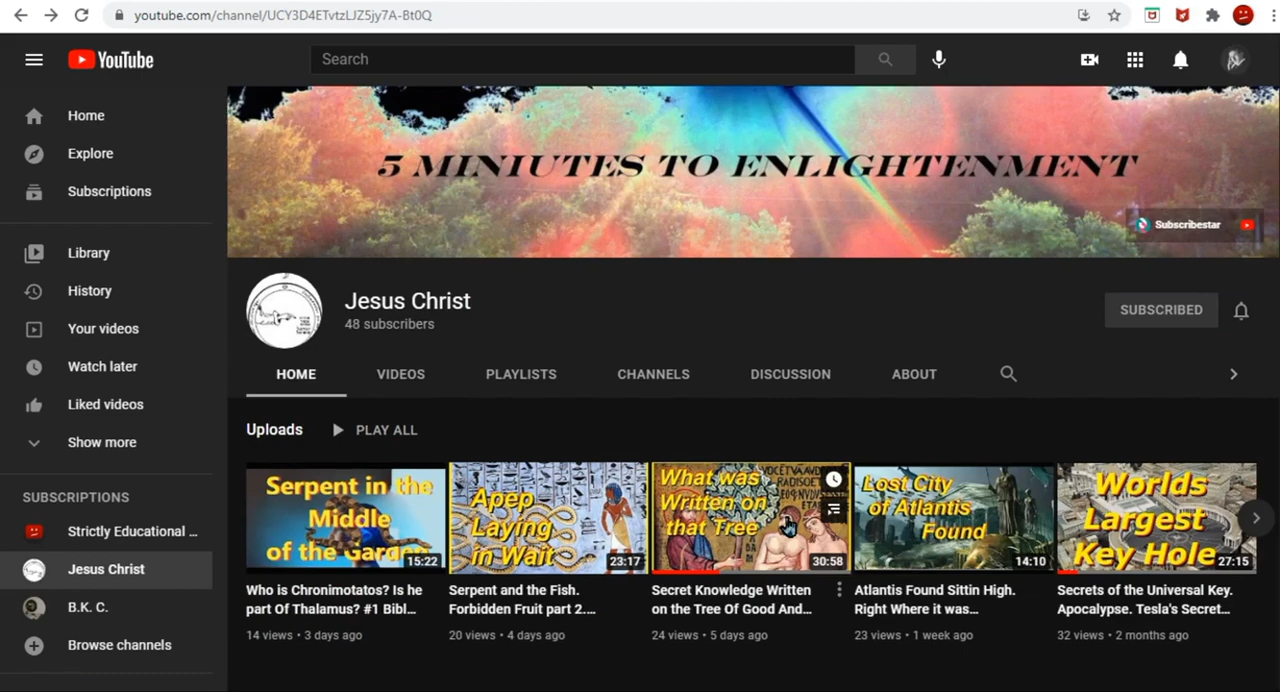 youtube.com/channel/UCY3D4ETvtzLJZ5jy7A-Bt0Q
YouTube
Search
Home
Explore
Subscriptions
Library
History
Your videos
Watch later
Liked videos
Show more
SUBSCRIPTIONS
Strictly Educational ...
Jesus Christ
B.K. C.
Browse channels
5 MINIUTES TO ENLIGHTENMENT
Subscribestar
Jesus Christ
48 subscribers
SUBSCRIBED
HOME VIDEOS PLAYLISTS CHANNELS DISCUSSION ABOUT
Uploads PLAY ALL
Serpent in the
Middle
of the Garden
15:22
Who is Chronimotatos? Is he
part Of Thalamus? #1 Bibl...
14 views • 3 days ago
Apep
Laying
in Wait
23:17
Serpent and the Fish.
Forbidden Fruit part 2....
20 views • 4 days ago
What was
Written on
that Tree
30:58
Secret Knowledge Written
on the Tree Of Good And...
24 views • 5 days ago
Lost City
of Atlantis
Found
14:10
Atlantis Found Sittin High.
Right Where it was...
23 views • 1 week ago
Worlds
Largest
Key Hole
27:15
Secrets of the Universal Key.
Apocalypse. Tesla's Secret...
32 views • 2 months ago